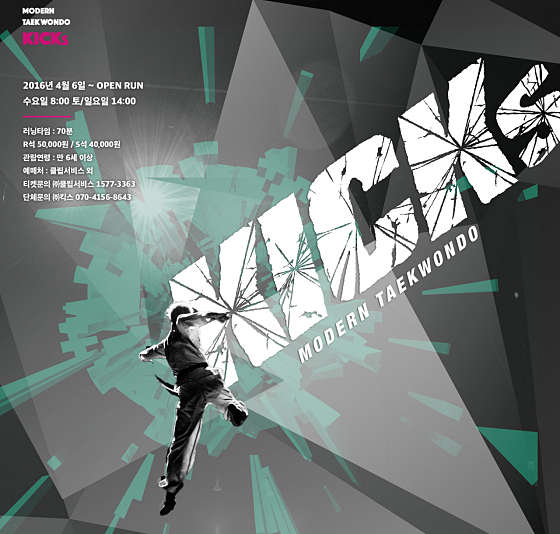 MODERN
TAEKWONDO
KICKs
2016년 4월 6일 ~ OPEN RUN
수요일 8:00 토/일요일 14:00
러닝타임 : 70분
R석 50,000원 / S석 40,000원
관람연령 : 만 6세 이상
예매처 : 클립서비스 외
티켓문의 ㈜클립서비스 1577-3363
단체문의 ㈜킥스 070-4156-8643
KICKs
MODERN TAEKWONDO